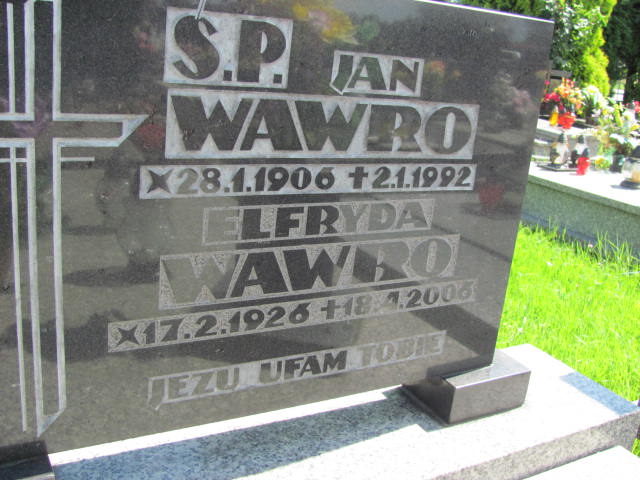 S.P. JAN
WAWRO
*28.1.1906 +2.1.1992
ELFRYDA
WAWRO
*17.2.1926 +18.4.2006
JEZU UFAM TOBIE